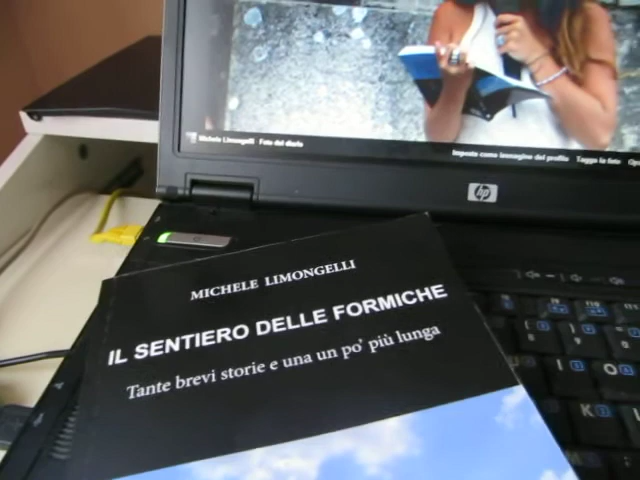 Michele Limongelli Foto del diario
Imposta come immagine del profilo Tagga la foto
hp
MICHELE LIMONGELLI
IL SENTIERO DELLE FORMICHE
Tante brevi storie e una un po' più lunga
I
O
K
L